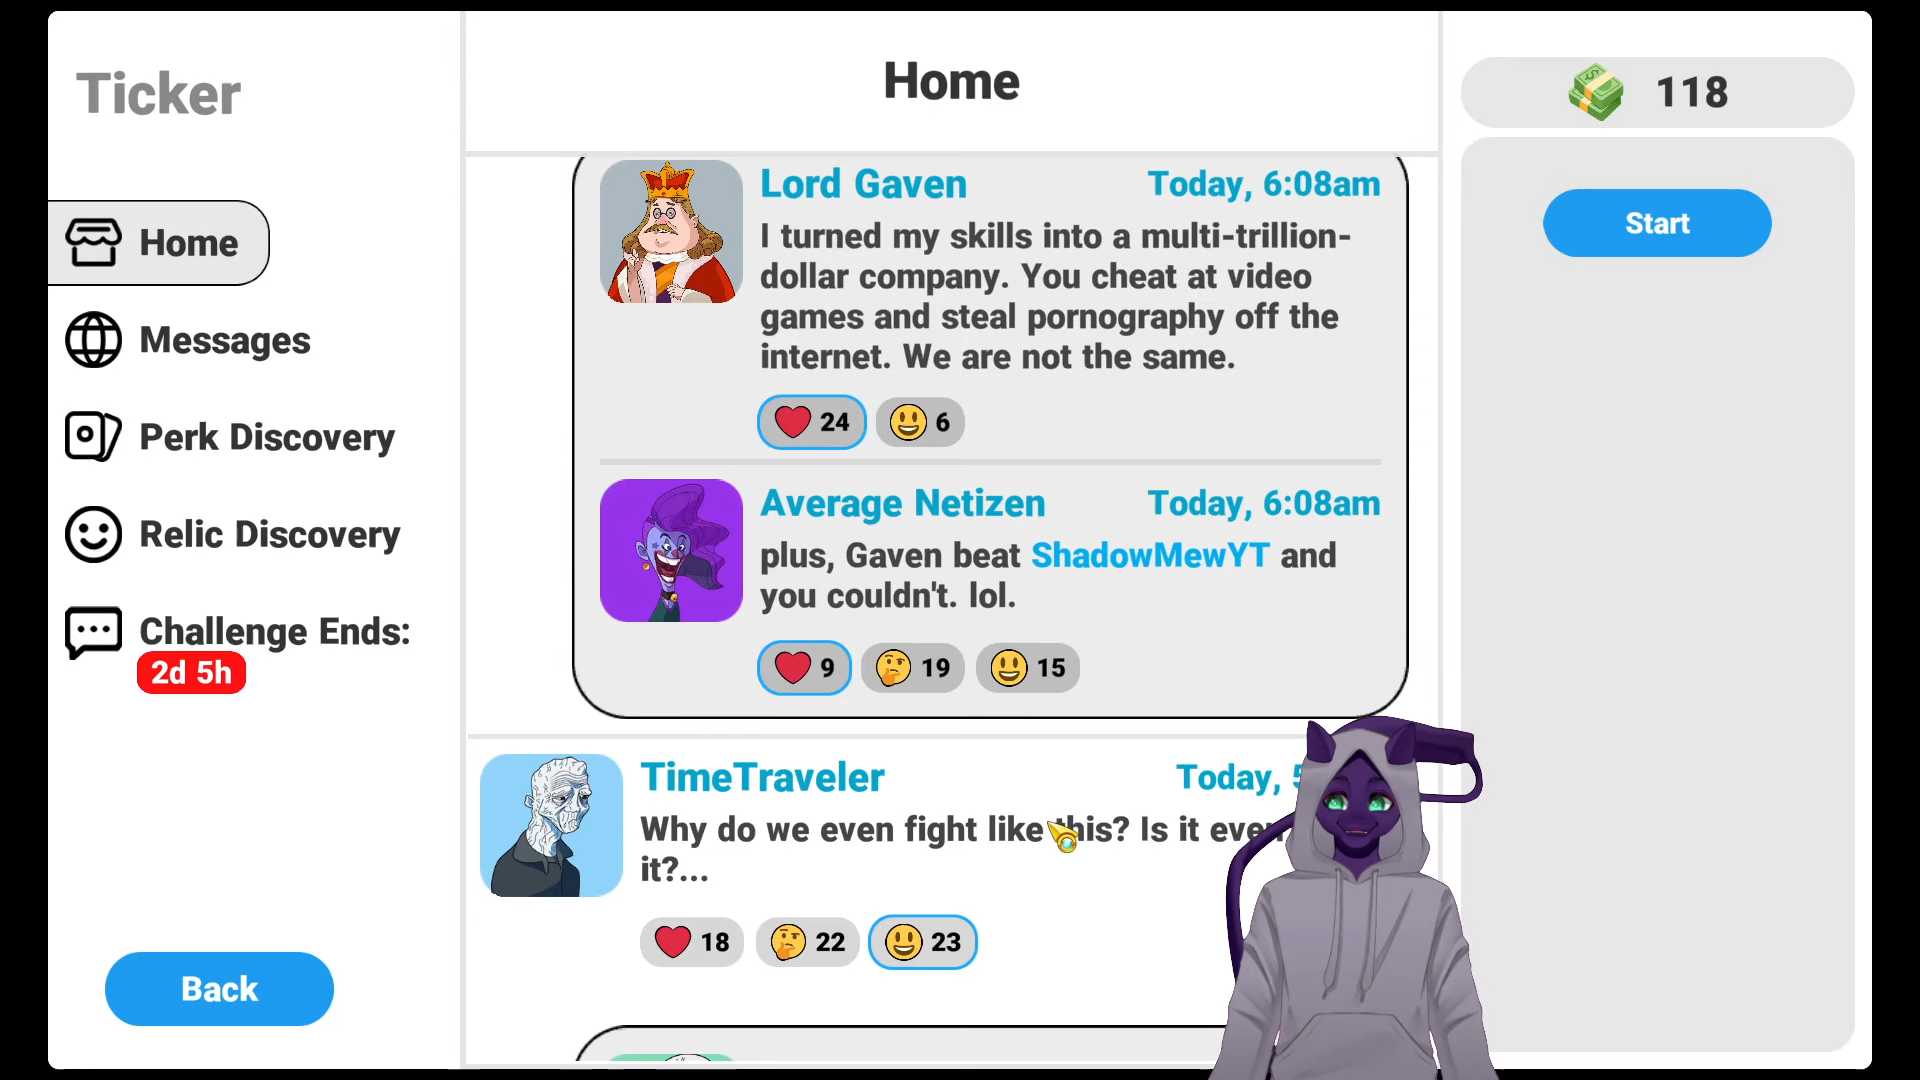 Ticker
Home
Messages
Perk Discovery
Relic Discovery
Challenge Ends:
2d 5h
Back
Home
Lord Gaven
Today, 6:08am
I turned my skills into a multi-trillion-
dollar company. You cheat at video
games and steal pornography off the
internet. We are not the same.
24
6
Average Netizen
Today, 6:08am
plus, Gaven beat ShadowMewYT and
you couldn't. lol.
9
19
15
TimeTraveler
Today,
Why do we even fight like this? Is it even
it?...
18
22
23
118
Start